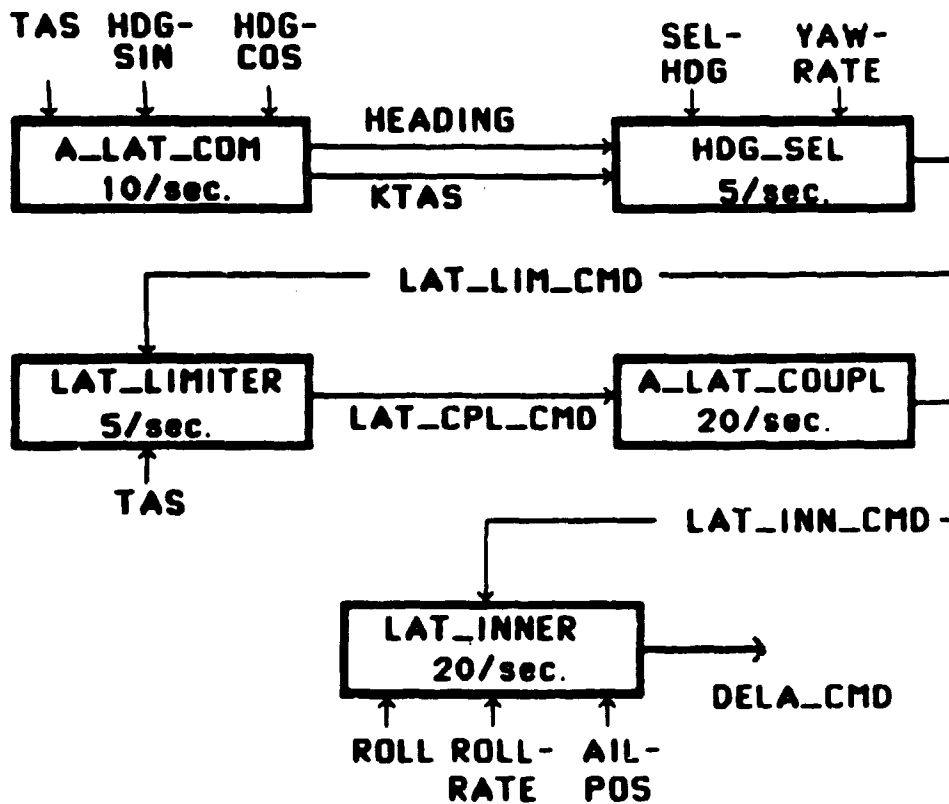 TAS HDG-SIN HDG-COS
SEL-HDG YAW-RATE
A_LAT_COM
10/sec.
HEADING
KTAS
HDG_SEL
5/sec.
LAT_LIM_CMD
LAT_LIMITER
5/sec.
TAS
LAT_CPL_CMD
A_LAT_COUPL
20/sec.
LAT_INN_CMD
LAT_INNER
20/sec.
DELA_CMD
ROLL ROLL-RATE AIL-POS